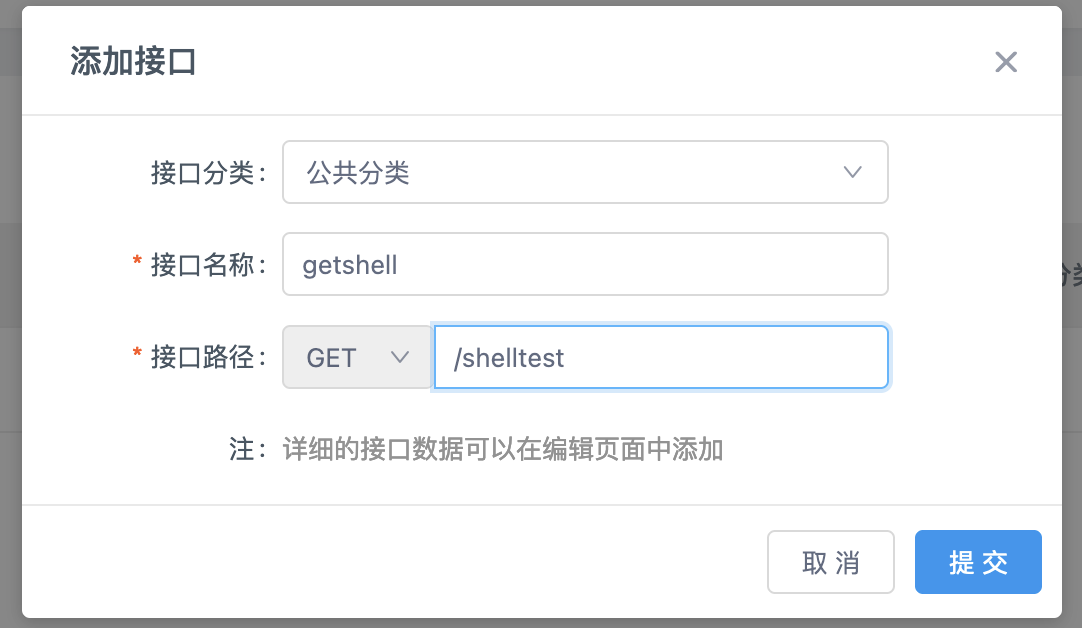 添加接口
接口分类：公共分类
* 接口名称：getshell
* 接口路径：GET /shelltest
注：详细的接口数据可以在编辑页面中添加
取 消 提 交